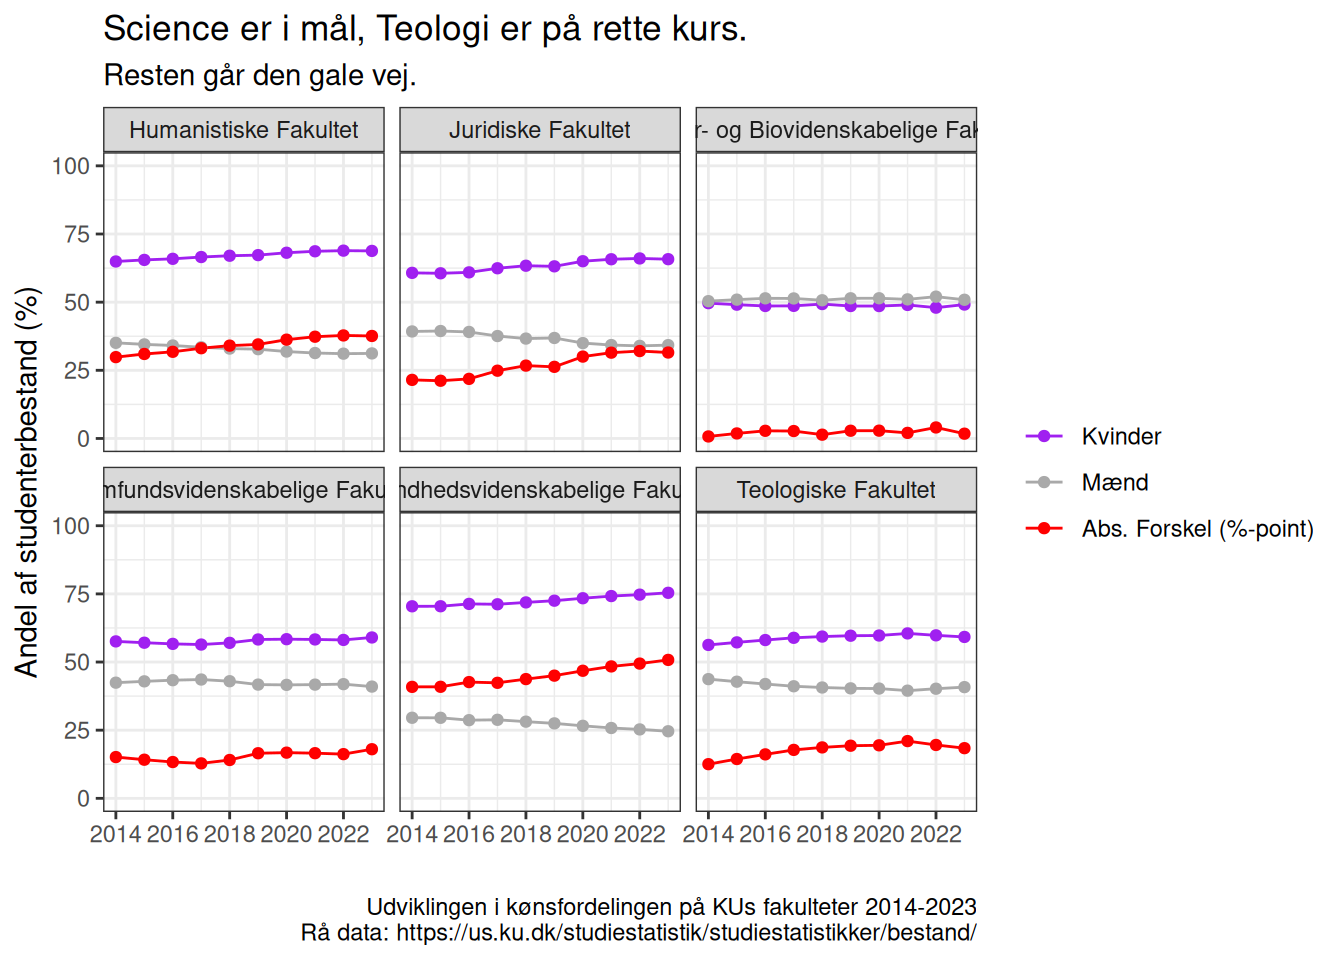 Science er i mål, Teologi er på rette kurs.
Resten går den gale vej.
Humanistiske Fakultet
Juridiske Fakultet
r- og Biovidenskabelige Fak
100
75
50
25
0
mfundsvidenskabelige Faku
ndhedsvidenskabelige Faku
Teologiske Fakultet
100
75
50
25
0
2014 2016 2018 2020 2022
2014 2016 2018 2020 2022
2014 2016 2018 2020 2022
Andel af studenterbestand (%)
Kvinder
Mænd
Abs. Forskel (%-point)
Udviklingen i kønsfordelingen på KUs fakulteter 2014-2023
Rå data: https://us.ku.dk/studiestatistik/studiestatistikker/bestand/